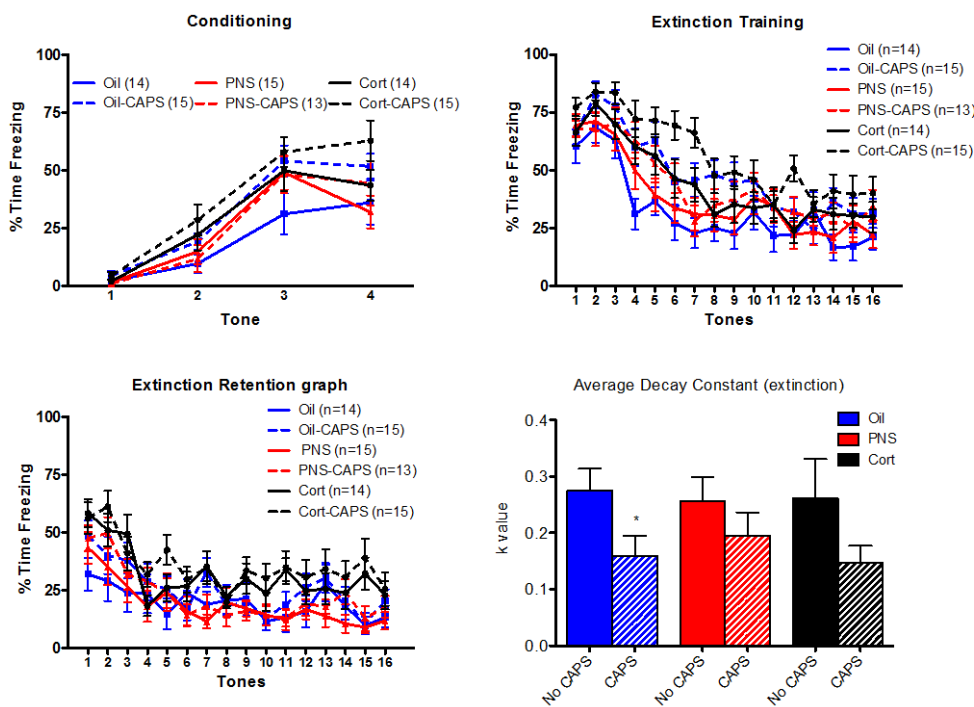 Conditioning
% Time Freezing
100
75
50
25
0
Oil (14) PNS (15) Cort (14)
Oil-CAPS (15) PNS-CAPS (13) Cort-CAPS (15)
1 2 3 4
Tone
Extinction Training
% Time Freezing
100
75
50
25
0
Oil (n=14)
Oil-CAPS (n=15)
PNS (n=15)
PNS-CAPS (n=13)
Cort (n=14)
Cort-CAPS (n=15)
1 2 3 4 5 6 7 8 9 10 11 12 13 14 15 16
Tones
Extinction Retention graph
% Time Freezing
100
75
50
25
0
Oil (n=14)
Oil-CAPS (n=15)
PNS (n=15)
PNS-CAPS (n=13)
Cort (n=14)
Cort-CAPS (n=15)
1 2 3 4 5 6 7 8 9 10 11 12 13 14 15 16
Tones
Average Decay Constant (extinction)
k value
0.4
0.3
0.2
0.1
0.0
Oil
PNS
Cort
*
No CAPS CAPS No CAPS CAPS No CAPS CAPS